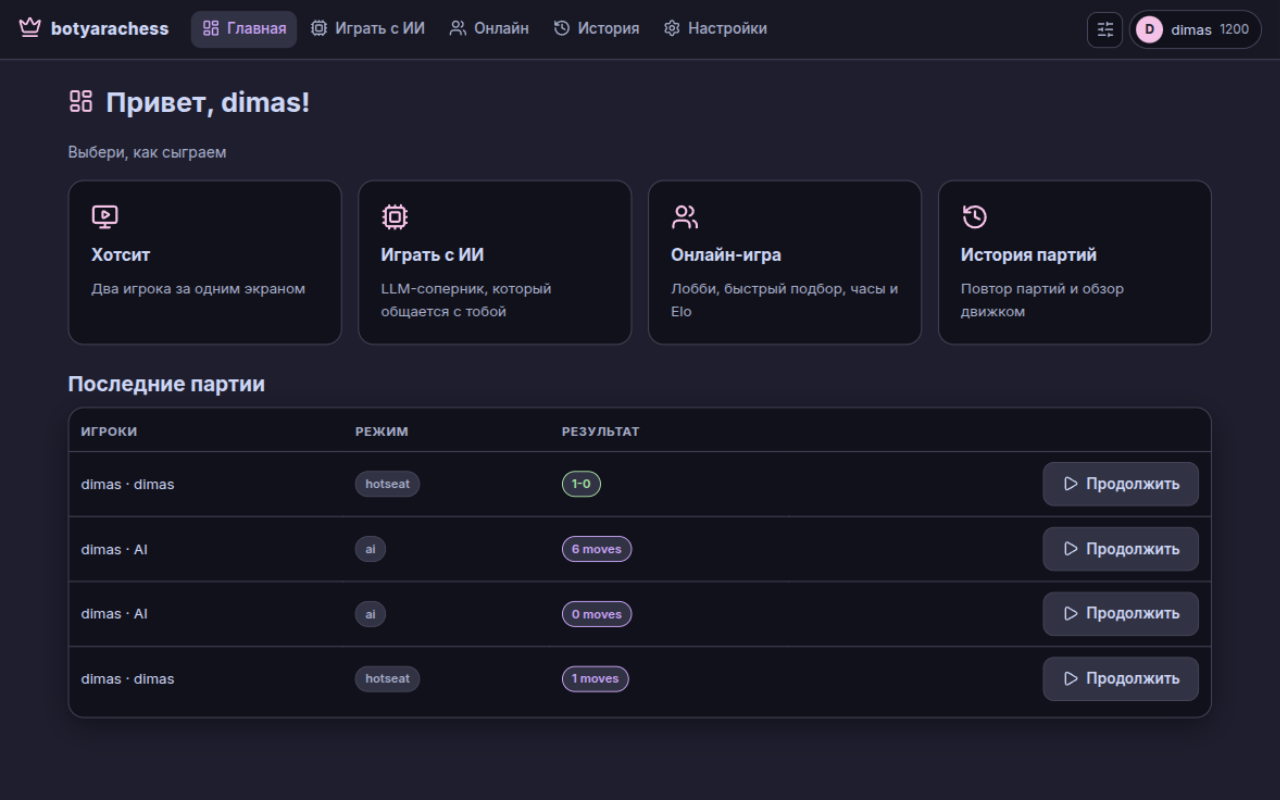 botyarachess
Главная
Играть с ИИ
Онлайн
История
Настройки
D
dimas 1200
Привет, dimas!
Выбери, как сыграем
Хотсит
Два игрока за одним экраном
Играть с ИИ
LLM-соперник, который
общается с тобой
Онлайн-игра
Лобби, быстрый подбор, часы и
Elo
История партий
Повтор партий и обзор
движком
Последние партии
ИГРОКИ РЕЖИМ РЕЗУЛЬТАТ
dimas · dimas hotseat 1-0 Продолжить
dimas · AI ai 6 moves Продолжить
dimas · AI ai 0 moves Продолжить
dimas · dimas hotseat 1 moves Продолжить